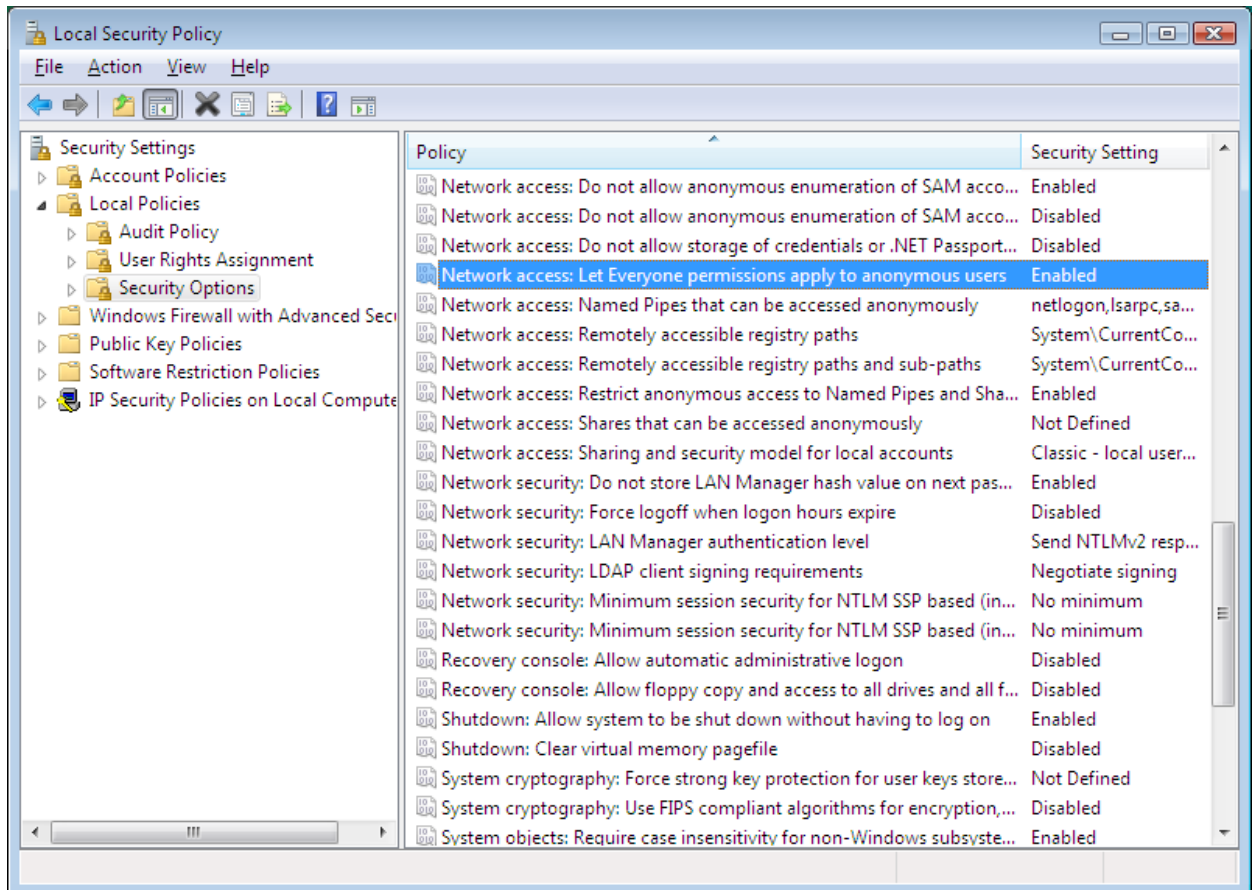 Local Security Policy
File Action View Help
Security Settings
Account Policies
Local Policies
Audit Policy
User Rights Assignment
Security Options
Windows Firewall with Advanced Secu
Public Key Policies
Software Restriction Policies
IP Security Policies on Local Compute
Policy Security Setting
Network access: Do not allow anonymous enumeration of SAM acco... Enabled
Network access: Do not allow anonymous enumeration of SAM acco... Disabled
Network access: Do not allow storage of credentials or .NET Passport... Disabled
Network access: Let Everyone permissions apply to anonymous users Enabled
Network access: Named Pipes that can be accessed anonymously netlogon,lsarpc,sa...
Network access: Remotely accessible registry paths System\CurrentCo...
Network access: Remotely accessible registry paths and sub-paths System\CurrentCo...
Network access: Restrict anonymous access to Named Pipes and Sha... Enabled
Network access: Shares that can be accessed anonymously Not Defined
Network access: Sharing and security model for local accounts Classic - local user...
Network security: Do not store LAN Manager hash value on next pas... Enabled
Network security: Force logoff when logon hours expire Disabled
Network security: LAN Manager authentication level Send NTLMv2 resp...
Network security: LDAP client signing requirements Negotiate signing
Network security: Minimum session security for NTLM SSP based (in... No minimum
Network security: Minimum session security for NTLM SSP based (in... No minimum
Recovery console: Allow automatic administrative logon Disabled
Recovery console: Allow floppy copy and access to all drives and all f... Disabled
Shutdown: Allow system to be shut down without having to log on Enabled
Shutdown: Clear virtual memory pagefile Disabled
System cryptography: Force strong key protection for user keys store... Not Defined
System cryptography: Use FIPS compliant algorithms for encryption,... Disabled
System objects: Require case insensitivity for non-Windows subsyste... Enabled